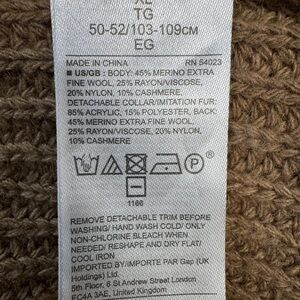 XL
TG
50-52/103-109CM
EG
MADE IN CHINA RN 54023
■ US/GB : BODY: 45% MERINO EXTRA
FINE WOOL, 25% RAYON/VISCOSE,
20% NYLON, 10% CASHMERE,
DETACHABLE COLLAR/IMITATION FUR:
85% ACRYLIC, 15% POLYESTER, BACK:
45% MERINO EXTRA FINE WOOL,
25% RAYON/VISCOSE, 20% NYLON,
10% CASHMERE
P
1166
REMOVE DETACHABLE TRIM BEFORE
WASHING/ HAND WASH COLD/ ONLY
NON-CHLORINE BLEACH WHEN
NEEDED/ RESHAPE AND DRY FLAT/
COOL IRON
IMPORTED BY/IMPORTE PAR Gap (UK
Holdings) Ltd.
5th Floor, 6 St Andrew Street London
EC4A 3AE, United Kingdom